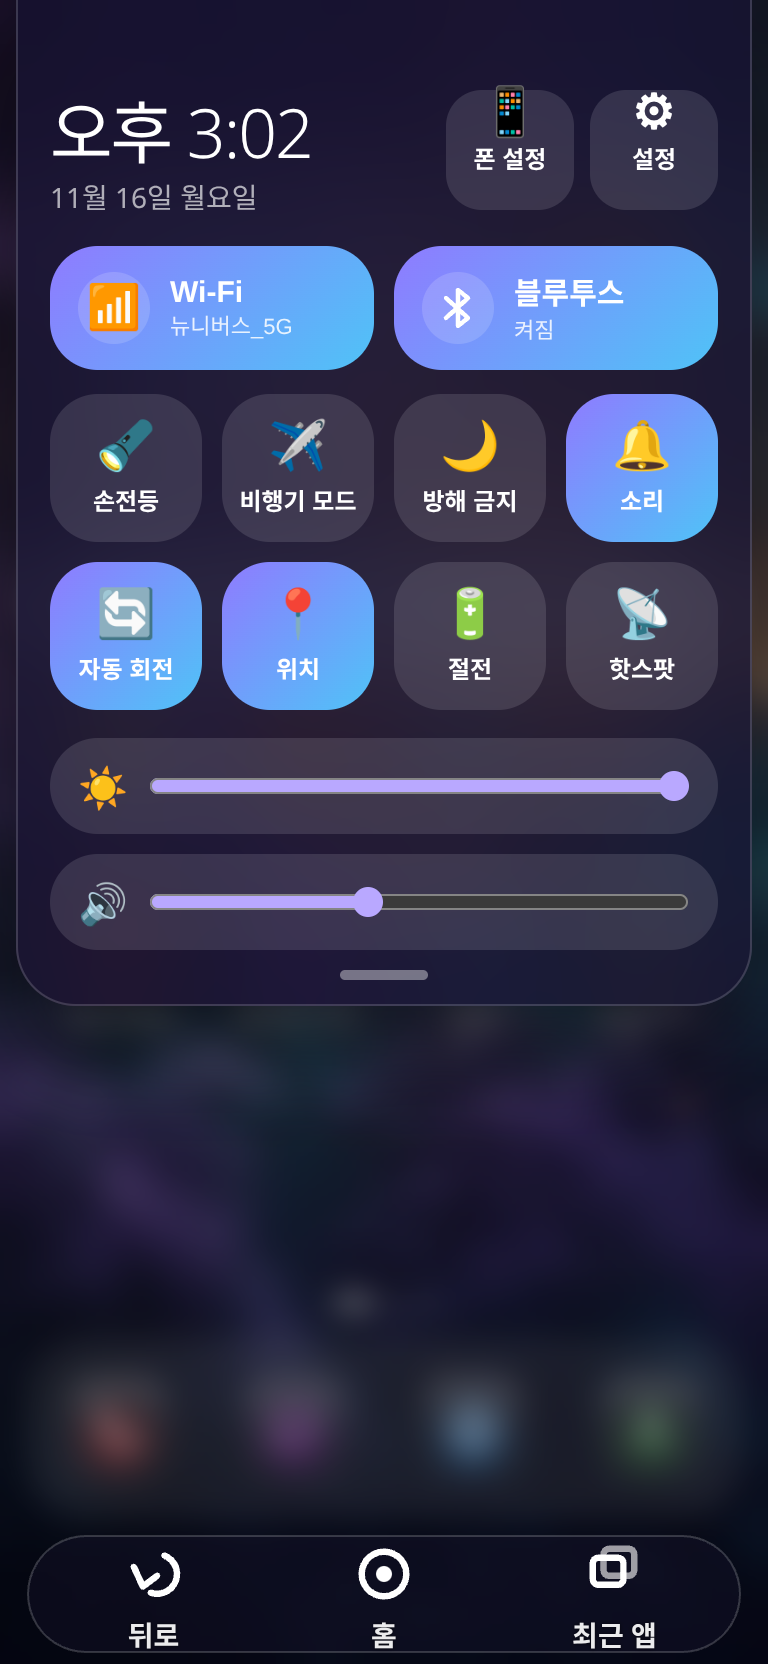 오후 3:02
11월 16일 월요일
폰 설정
설정
Wi-Fi
뉴니버스_5G
블루투스
켜짐
손전등
비행기 모드
방해 금지
소리
자동 회전
위치
절전
핫스팟
뒤로
홈
최근 앱